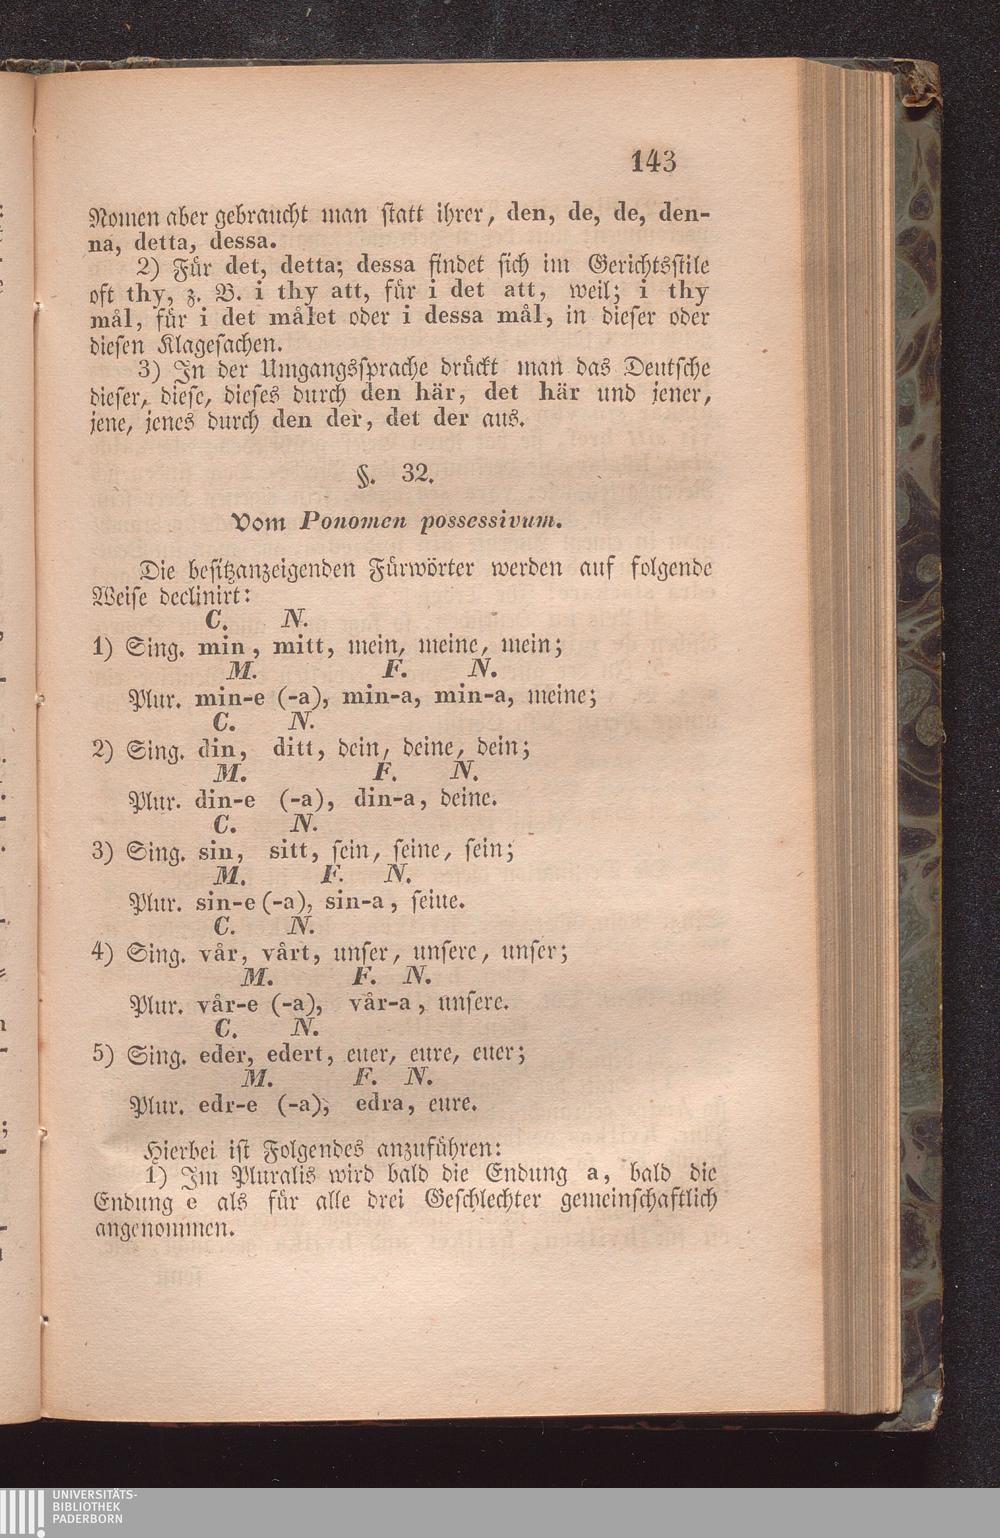 143
Nomen aber gebraucht man statt ihrer, den, de, de, den-
na, detta, dessa.
2) Für det, detta; dessa findet sich im Gerichtsstile
oft thy, z. B. i thy att, für i det att, weil; i thy
mål, für i det målet oder i dessa mål, in dieser oder
diesen Klagesachen.
3) In der Umgangssprache drückt man das Deutsche
dieser, diese, dieses durch den här, det här und jener,
jene, jenes durch den der, det der aus.
§. 32.
Vom Ponomen possessivum.
Die besitzanzeigenden Fürwörter werden auf folgende
Weise declinirt:
C. N.
1) Sing. min, mitt, mein, meine, mein;
M. F. N.
Plur. min-e (-a), min-a, min-a, meine;
C. N.
2) Sing. din, ditt, dein, deine, dein;
M. F. N.
Plur. din-e (-a), din-a, deine.
C. N.
3) Sing. sin, sitt, sein, seine, sein;
M. F. N.
Plur. sin-e (-a), sin-a, seine.
C. N.
4) Sing. vår, vårt, unser, unsere, unser;
M. F. N.
Plur. vår-e (-a), vår-a, unsere.
C. N.
5) Sing. eder, edert, euer, eure, euer;
M. F. N.
Plur. edr-e (-a), edra, eure.
Hierbei ist Folgendes anzuführen:
1) Im Pluralis wird bald die Endung a, bald die
Endung e als für alle drei Geschlechter gemeinschaftlich
angenommen.
UNIVERSITÄTS-
BIBLIOTHEK
PADERBORN